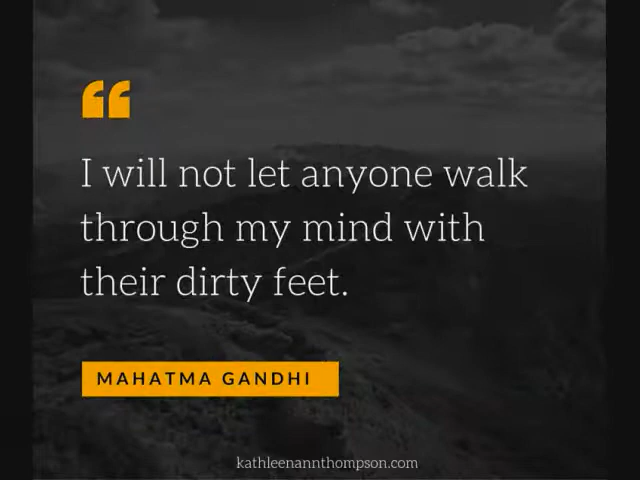 ❝
I will not let anyone walk
through my mind with
their dirty feet.
MAHATMA GANDHI
kathleenannthompson.com